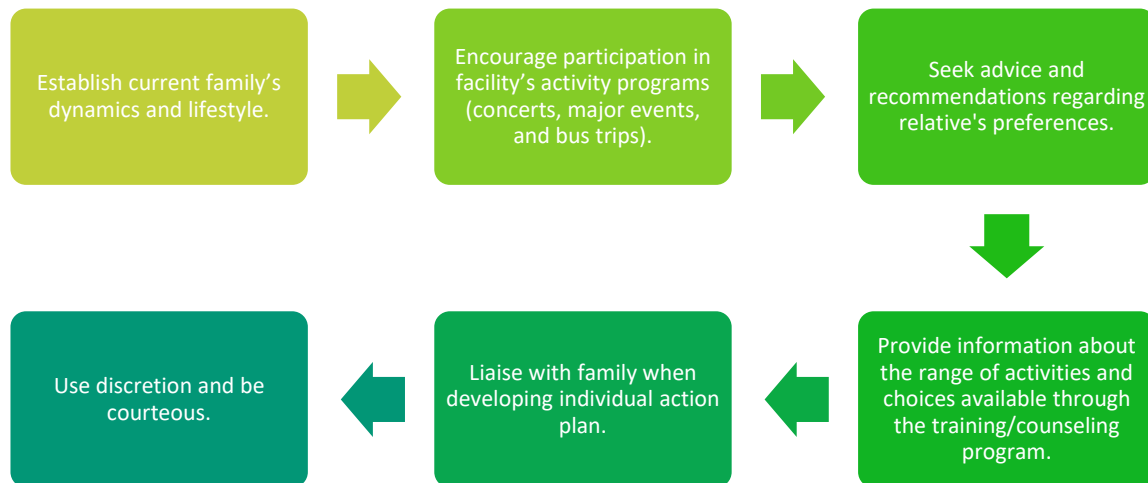 Establish current family’s
dynamics and lifestyle.
Encourage participation in
facility’s activity programs
(concerts, major events,
and bus trips).
Seek advice and
recommendations regarding
relative's preferences.
Provide information about
the range of activities and
choices available through
the training/counseling
program.
Liaise with family when
developing individual action
plan.
Use discretion and be
courteous.